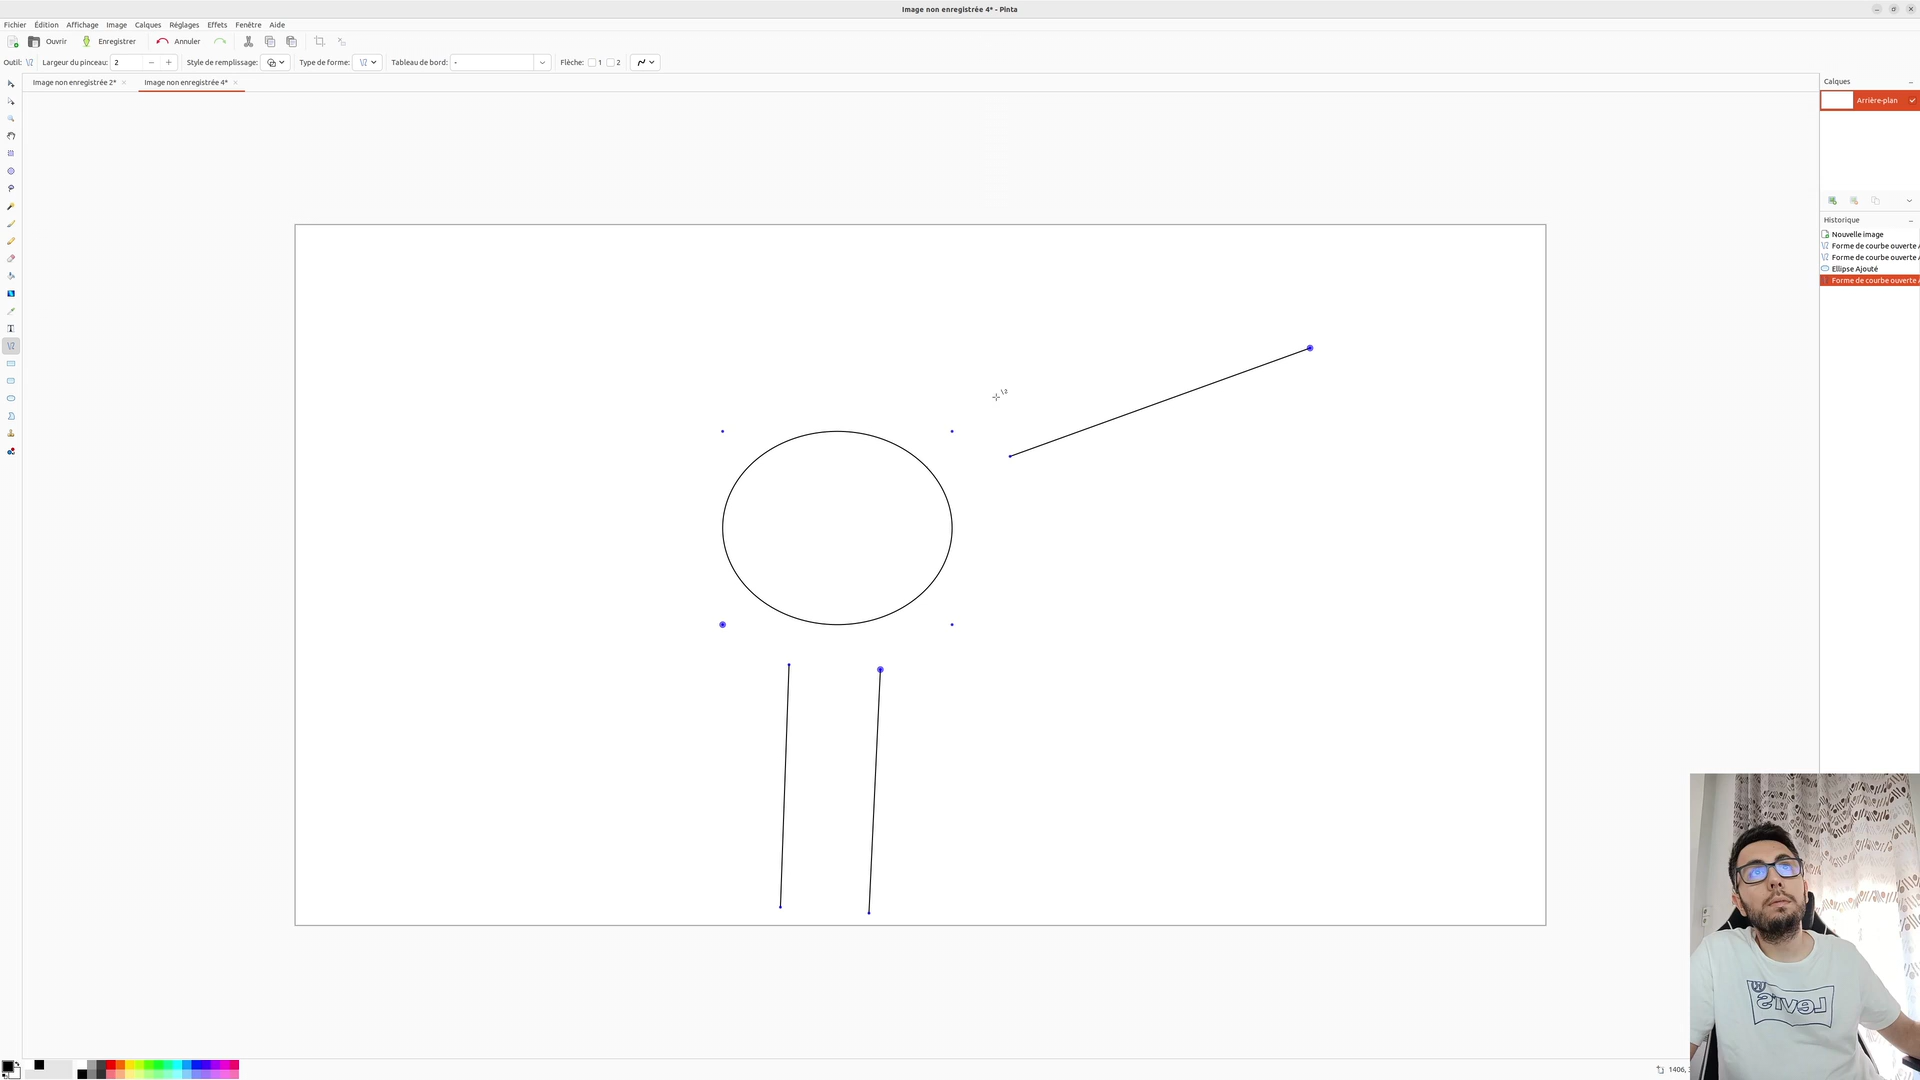 Image non enregistrée 4* - Pinta
Fichier Édition Affichage Image Calques Réglages Effets Fenêtre Aide
Ouvrir Enregistrer Annuler
Outil: Largeur du pinceau: 2 Style de remplissage: Type de forme: Tableau de bord: - Flèche: 1 2
Image non enregistrée 2* Image non enregistrée 4*
Calques
Arrière-plan
Historique
Nouvelle image
Forme de courbe ouverte A
Forme de courbe ouverte A
Ellipse Ajouté
Forme de courbe ouverte A
Levi's
1406,